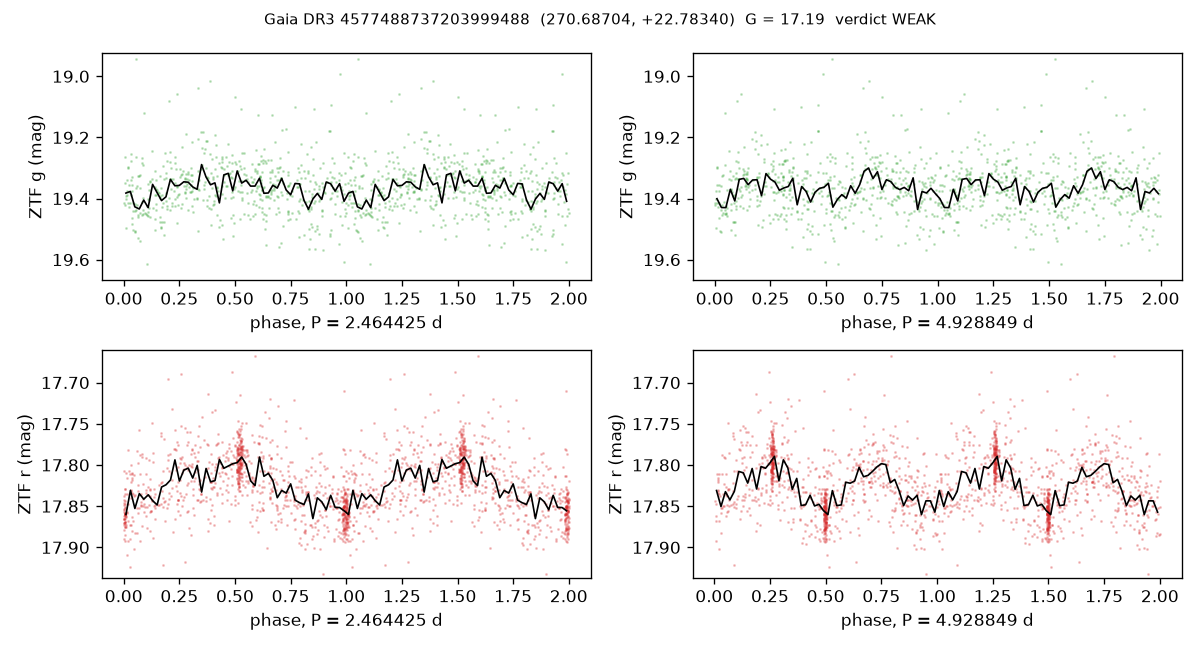 Gaia DR3 4577488737203999488 (270.68704, +22.78340) G = 17.19 verdict WEAK
ZTF g (mag)
19.0
19.2
19.4
19.6
0.00 0.25 0.50 0.75 1.00 1.25 1.50 1.75 2.00
phase, P = 2.464425 d
ZTF g (mag)
19.0
19.2
19.4
19.6
0.00 0.25 0.50 0.75 1.00 1.25 1.50 1.75 2.00
phase, P = 4.928849 d
ZTF r (mag)
17.70
17.75
17.80
17.85
17.90
0.00 0.25 0.50 0.75 1.00 1.25 1.50 1.75 2.00
phase, P = 2.464425 d
ZTF r (mag)
17.70
17.75
17.80
17.85
17.90
0.00 0.25 0.50 0.75 1.00 1.25 1.50 1.75 2.00
phase, P = 4.928849 d